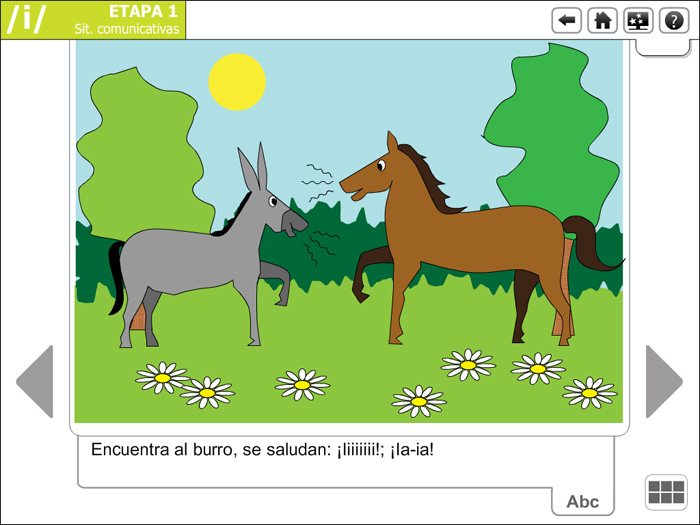 /i/
ETAPA 1
Sit. comunicativas
?
Encuentra al burro, se saludan: ¡Iiiiiiii!; ¡Ia-ia!
Abc